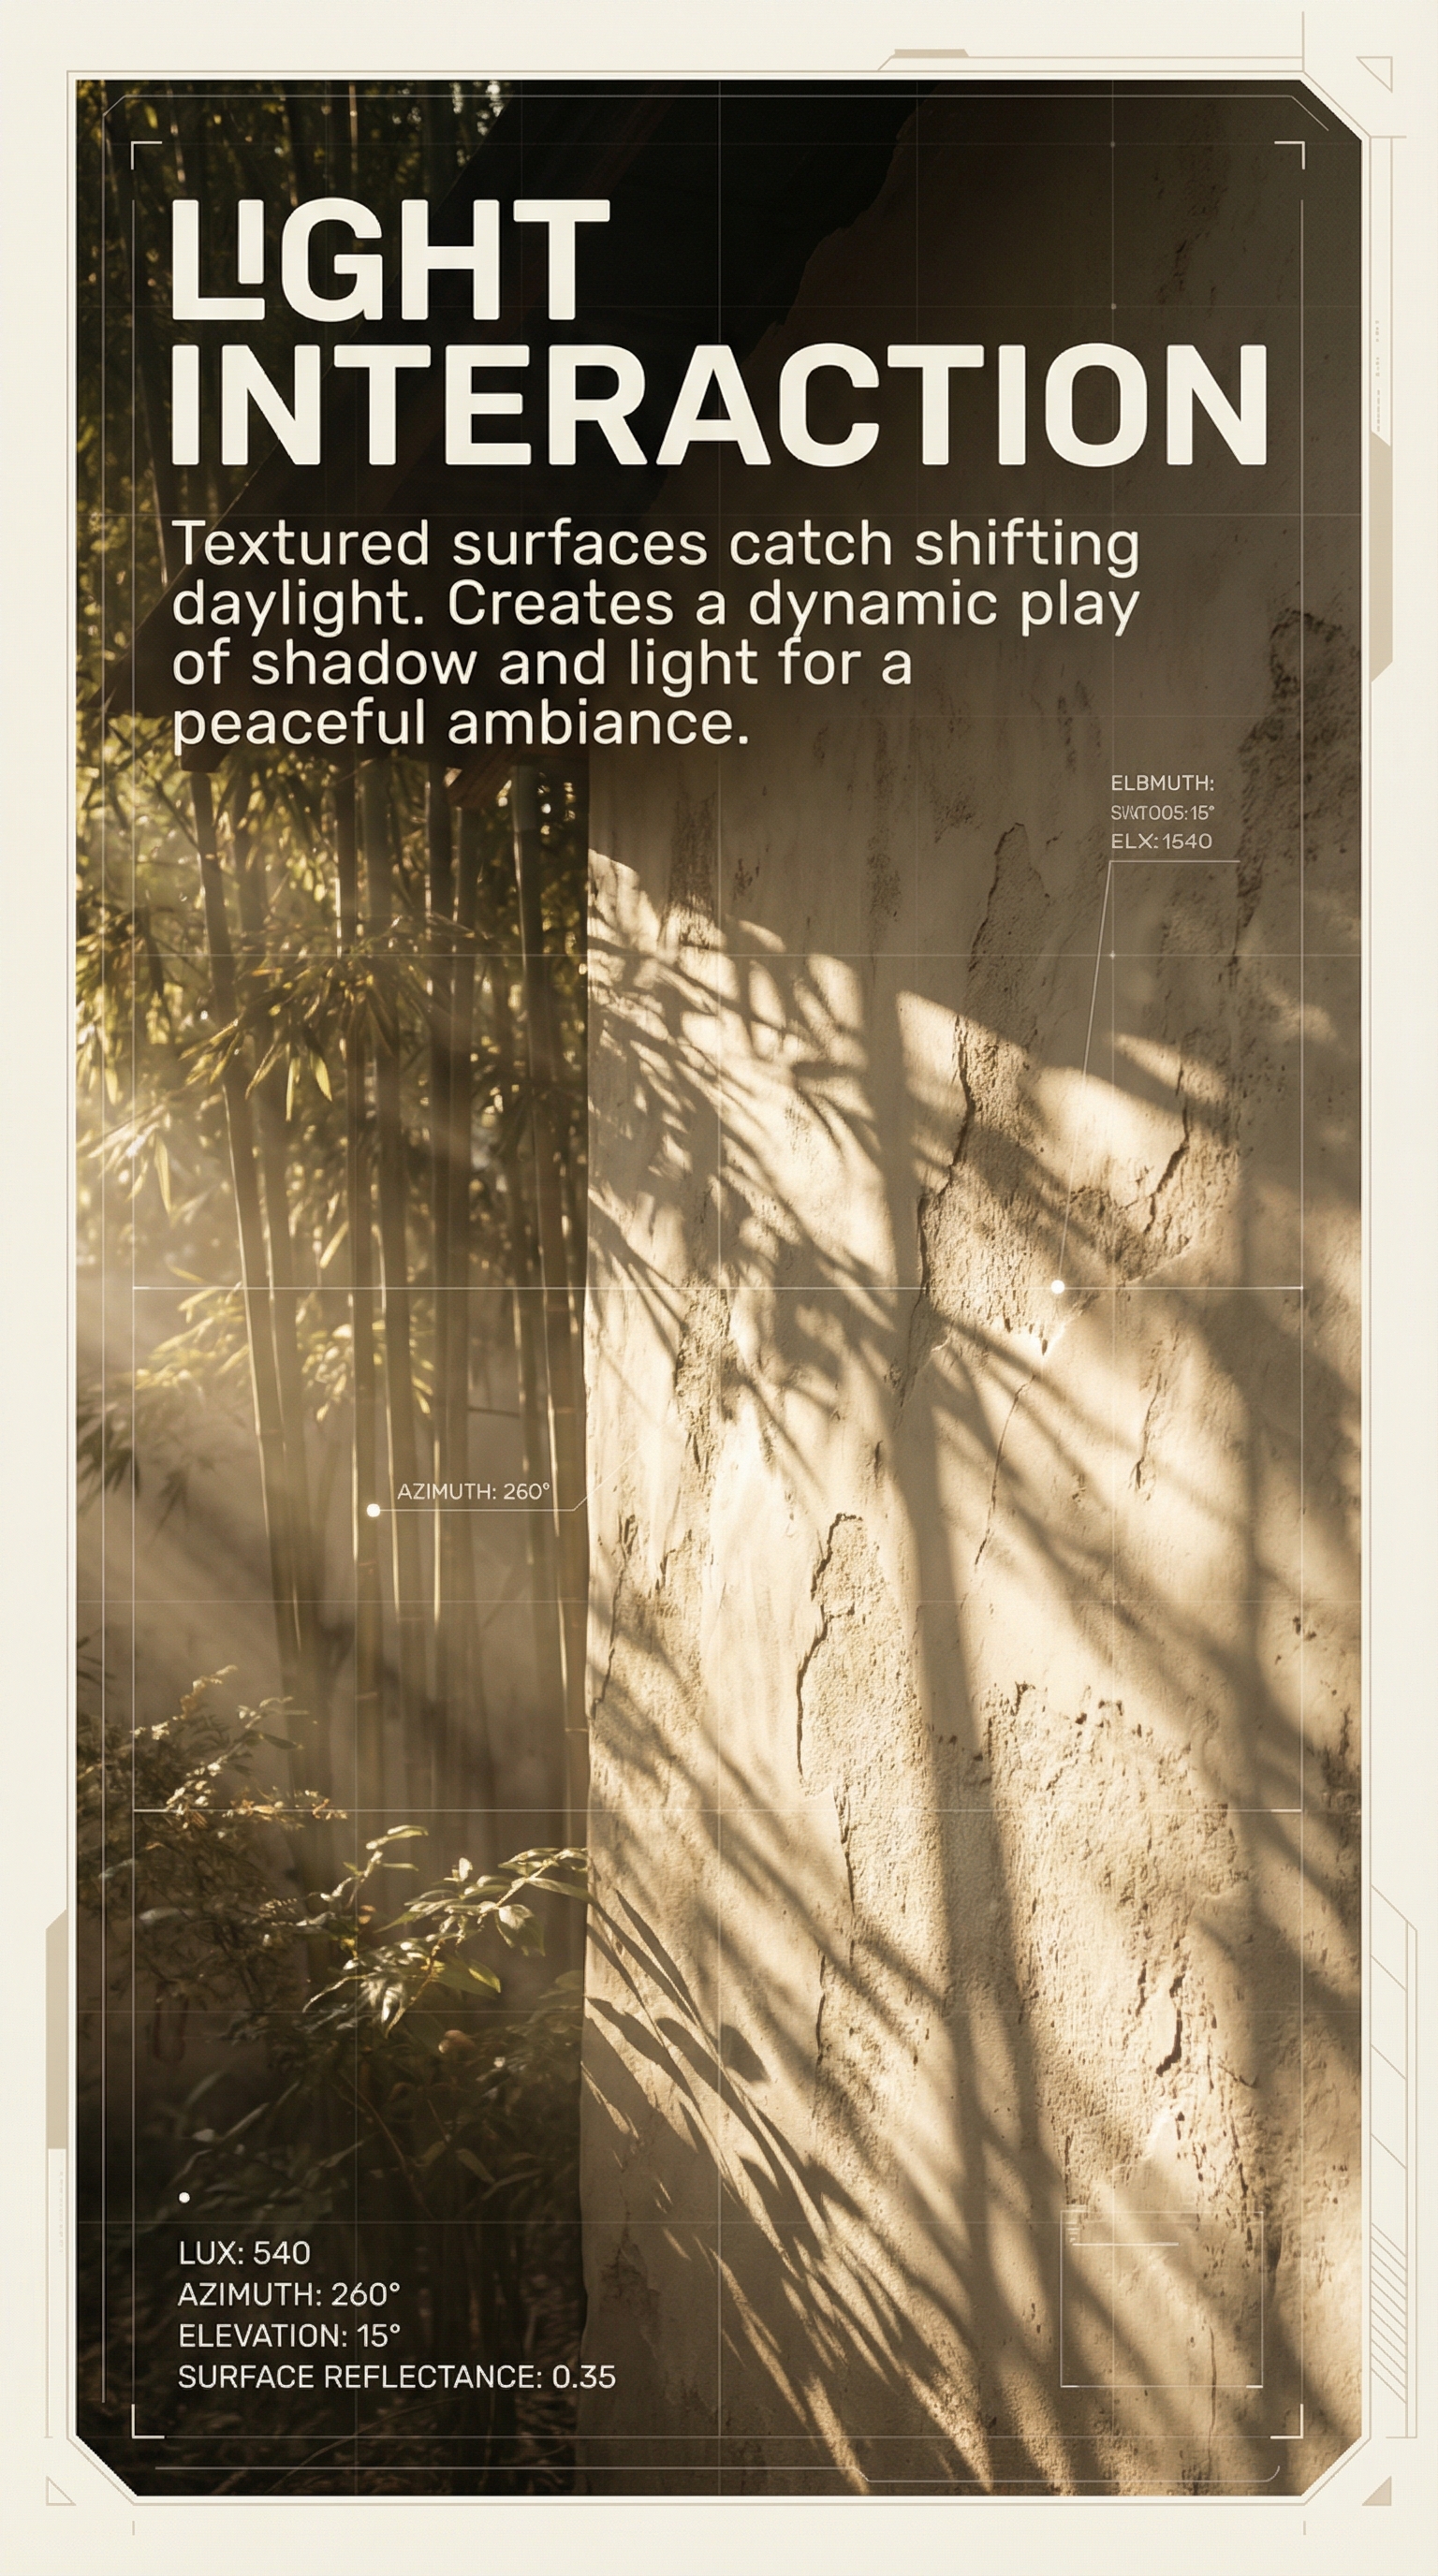 LIGHT
INTERACTION
Textured surfaces catch shifting
daylight. Creates a dynamic play
of shadow and light for a
peaceful ambiance.
ELBMUTH:
ELX: 1540
AZIMUTH: 260°
LUX: 540
AZIMUTH: 260°
ELEVATION: 15°
SURFACE REFLECTANCE: 0.35